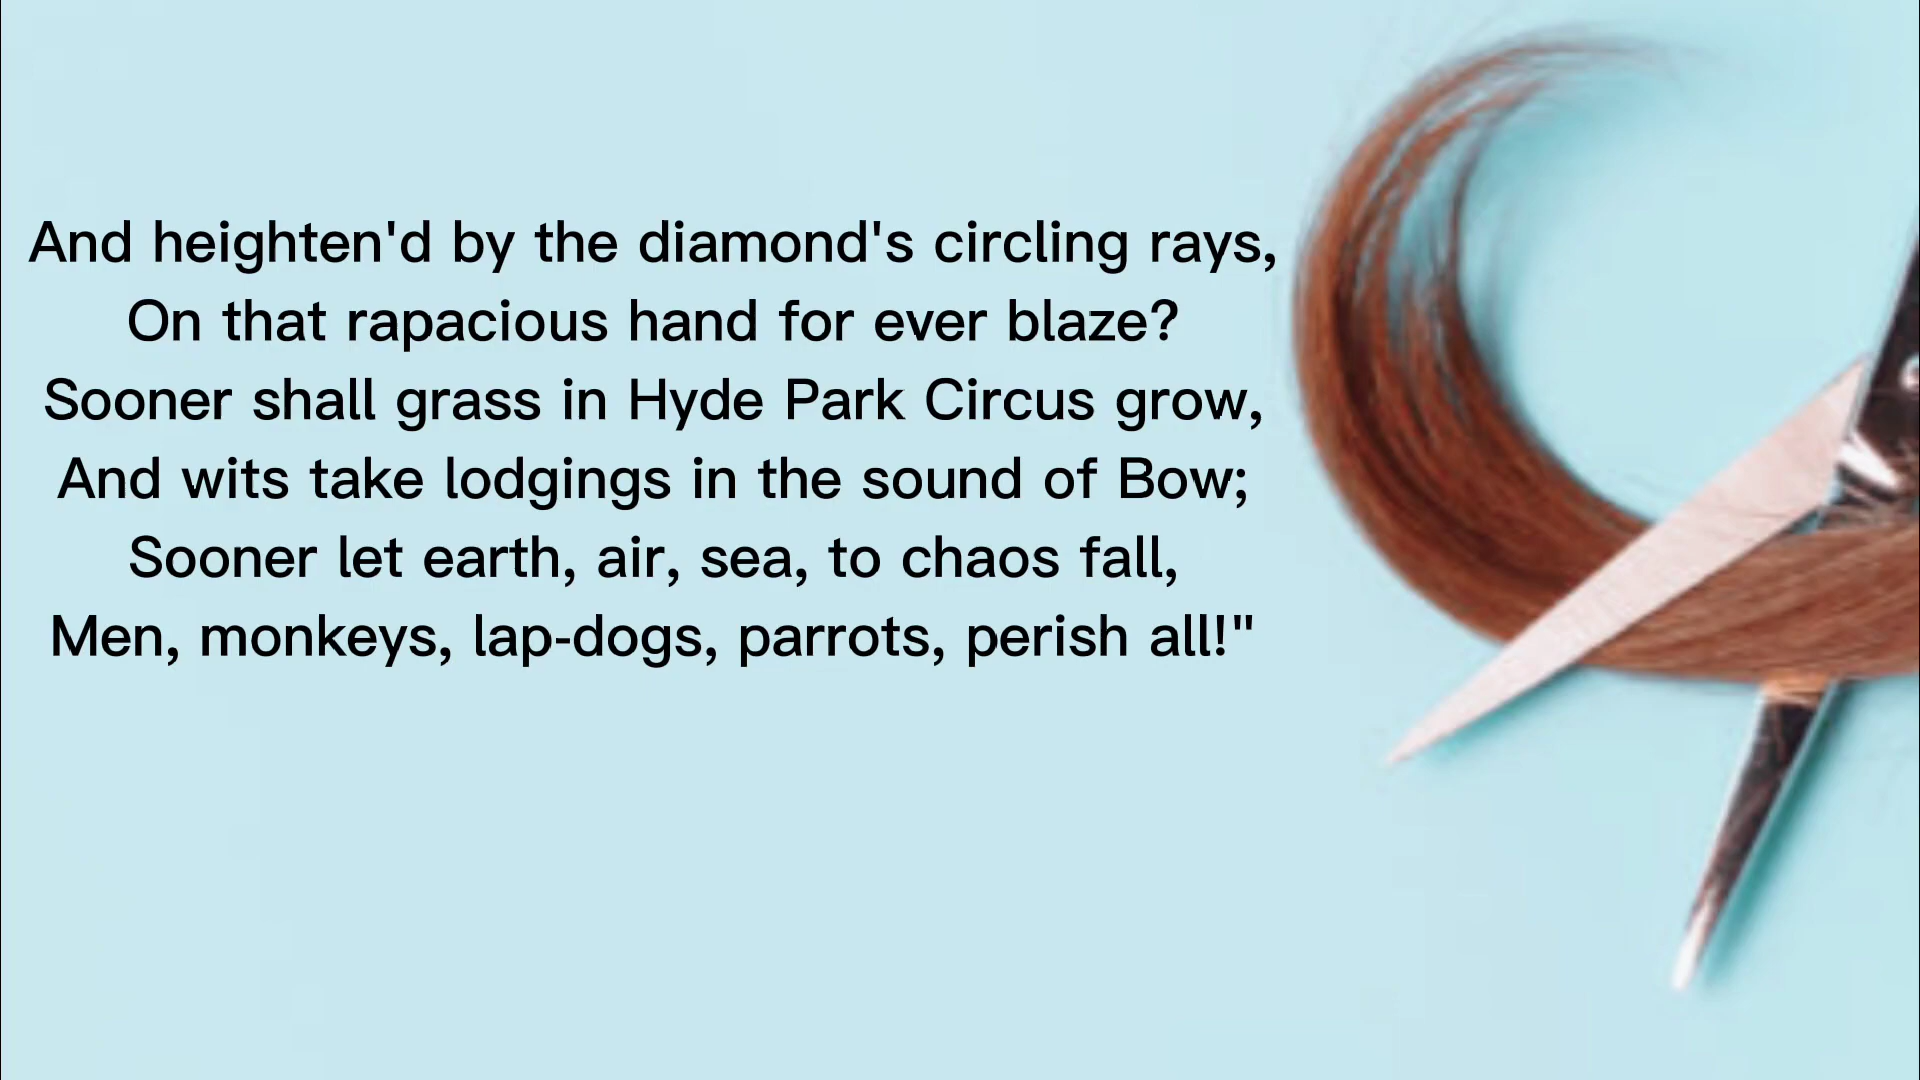 And heighten'd by the diamond's circling rays,
On that rapacious hand for ever blaze?
Sooner shall grass in Hyde Park Circus grow,
And wits take lodgings in the sound of Bow;
Sooner let earth, air, sea, to chaos fall,
Men, monkeys, lap-dogs, parrots, perish all!"